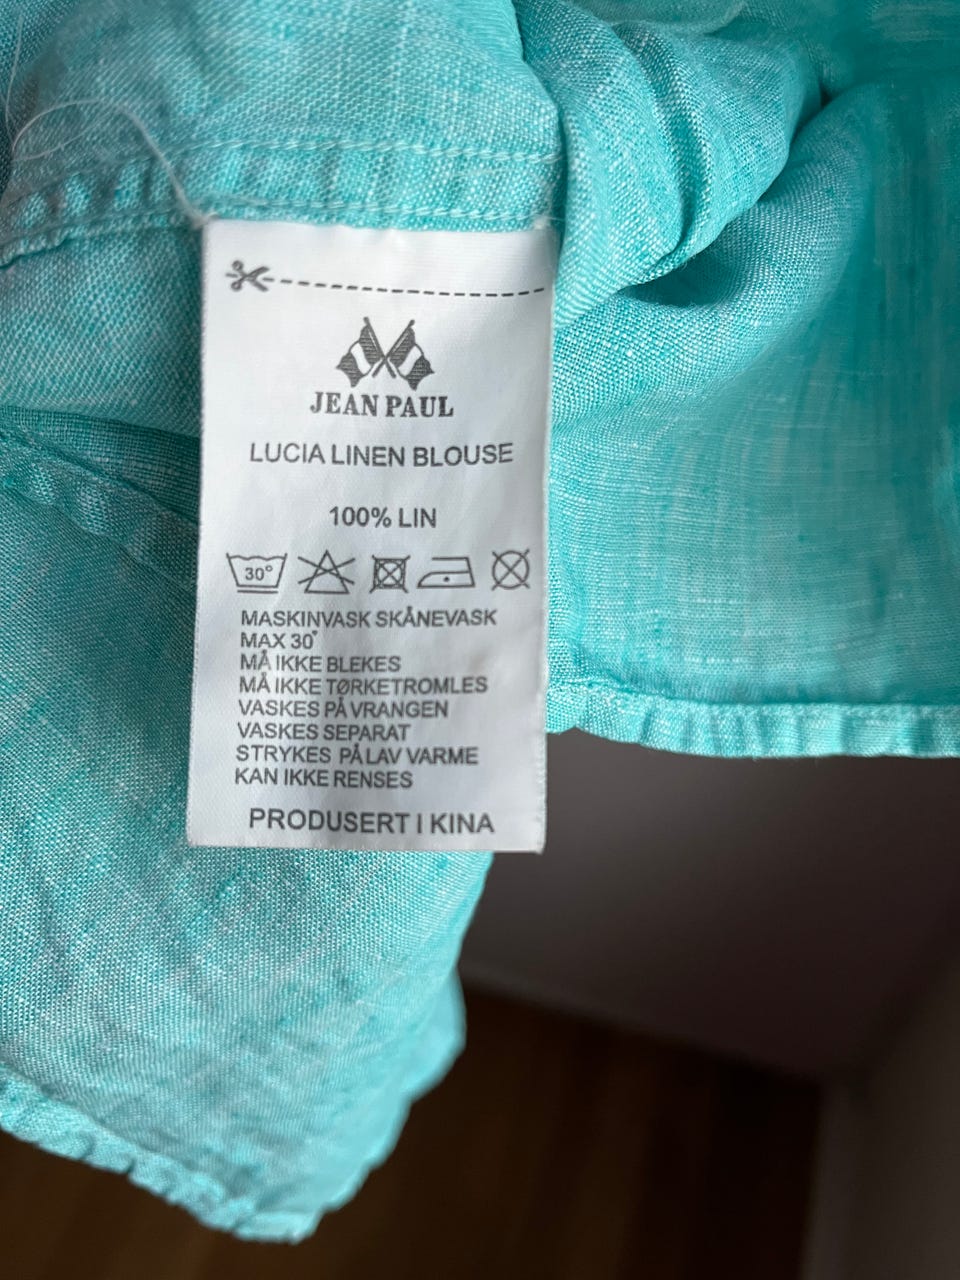 JEAN PAUL
LUCIA LINEN BLOUSE
100% LIN
30°
MASKINVASK SKÅNEVASK
MAX 30°
MÅ IKKE BLEKES
MÅ IKKE TØRKETROMLES
VASKES PÅ VRANGEN
VASKES SEPARAT
STRYKES PÅ LAV VARME
KAN IKKE RENSES
PRODUSERT I KINA